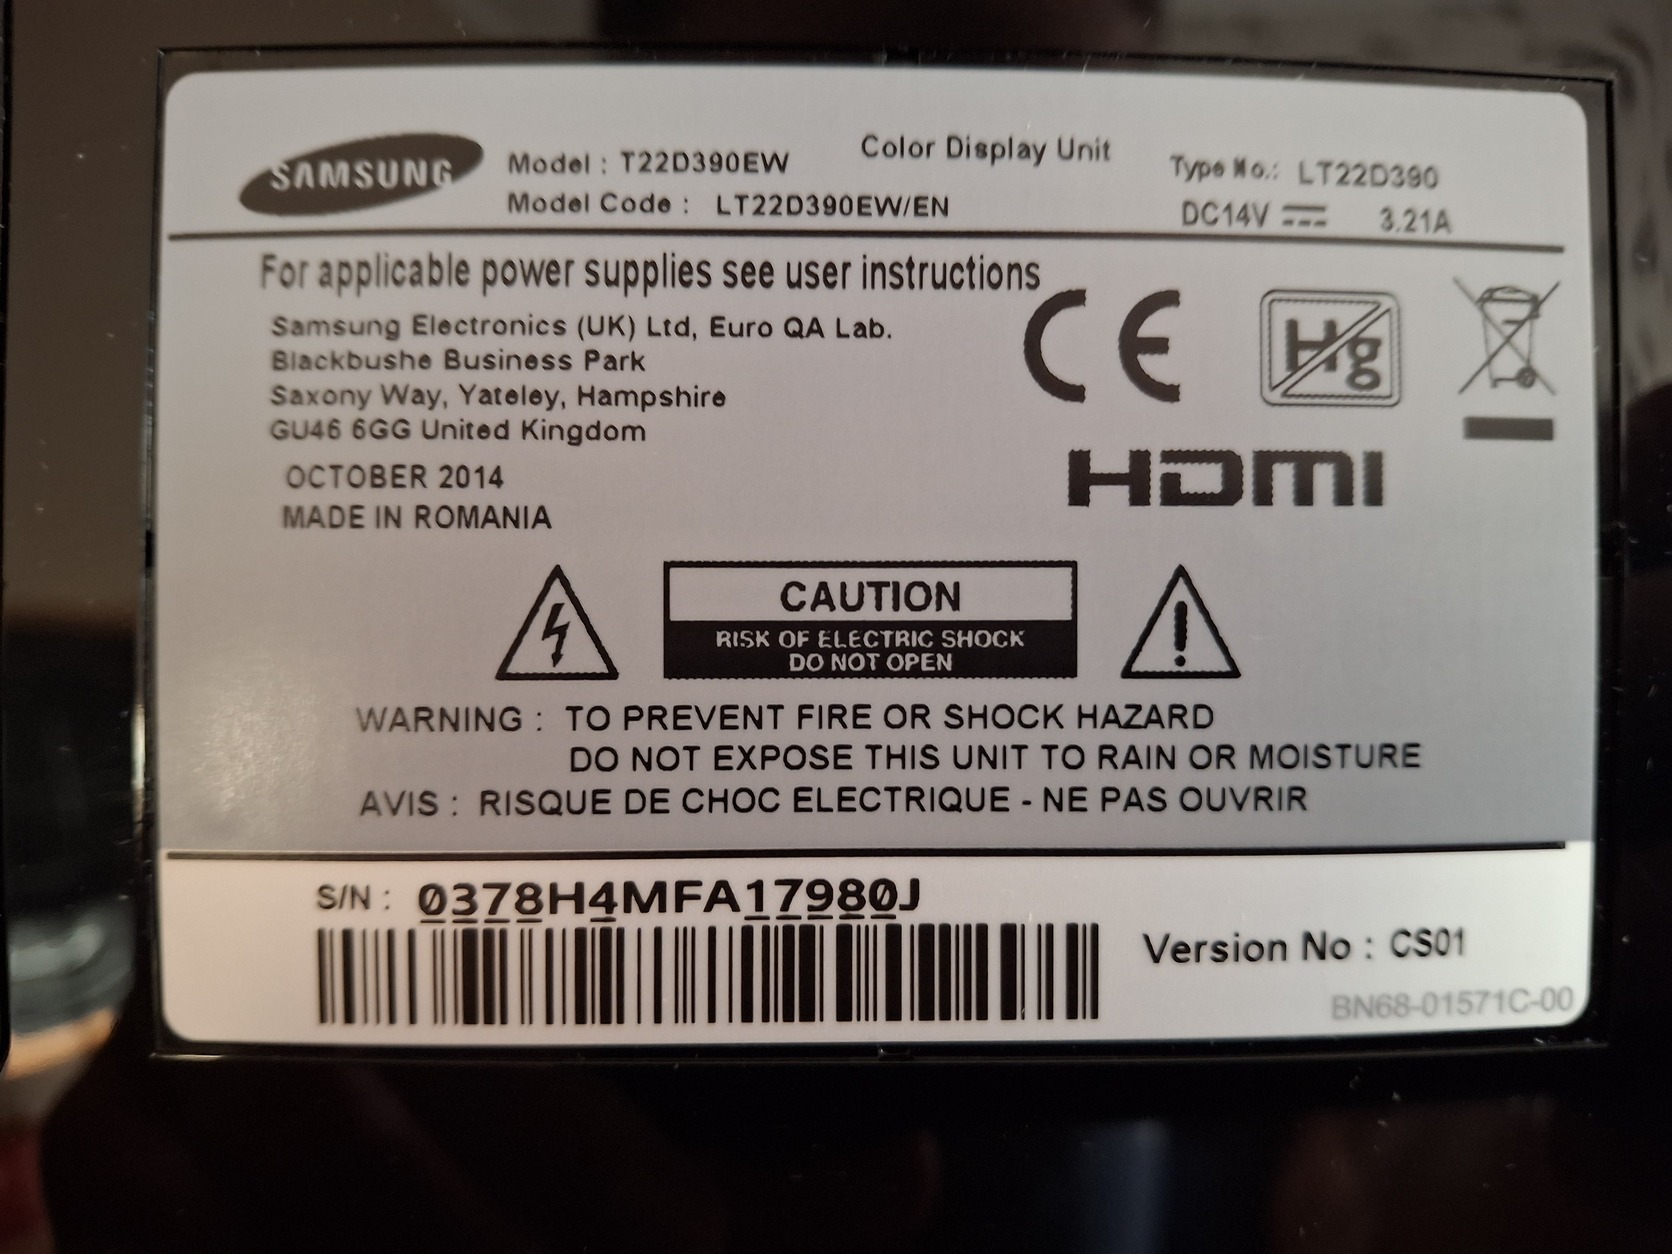 SAMSUNG
Model : T22D390EW
Model Code : LT22D390EW/EN
Color Display Unit
Type No.: LT22D390
DC14V 3.21A
For applicable power supplies see user instructions
Samsung Electronics (UK) Ltd, Euro QA Lab.
Blackbushe Business Park
Saxony Way, Yateley, Hampshire
GU46 6GG United Kingdom
OCTOBER 2014
MADE IN ROMANIA
CE
Hg
HDMI
CAUTION
RISK OF ELECTRIC SHOCK
DO NOT OPEN
WARNING : TO PREVENT FIRE OR SHOCK HAZARD
DO NOT EXPOSE THIS UNIT TO RAIN OR MOISTURE
AVIS : RISQUE DE CHOC ELECTRIQUE - NE PAS OUVRIR
S/N : 0378H4MFA17980J
Version No : CS01
BN68-01571C-00